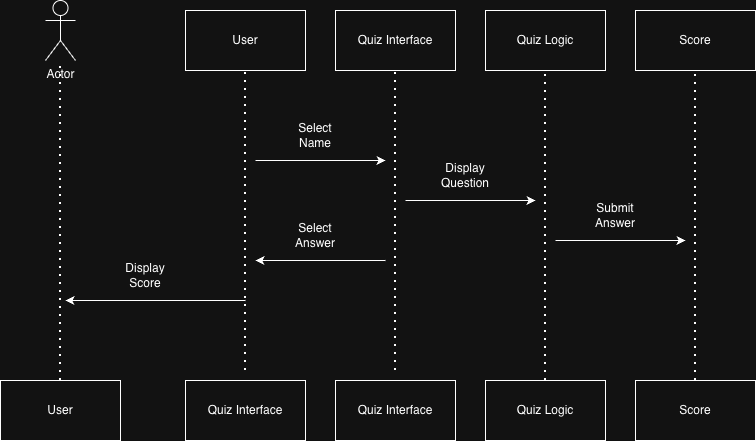 Actor
User
Quiz Interface
Quiz Logic
Score
Select
Name
Display
Question
Submit
Answer
Select
Answer
Display
Score
User
Quiz Interface
Quiz Interface
Quiz Logic
Score